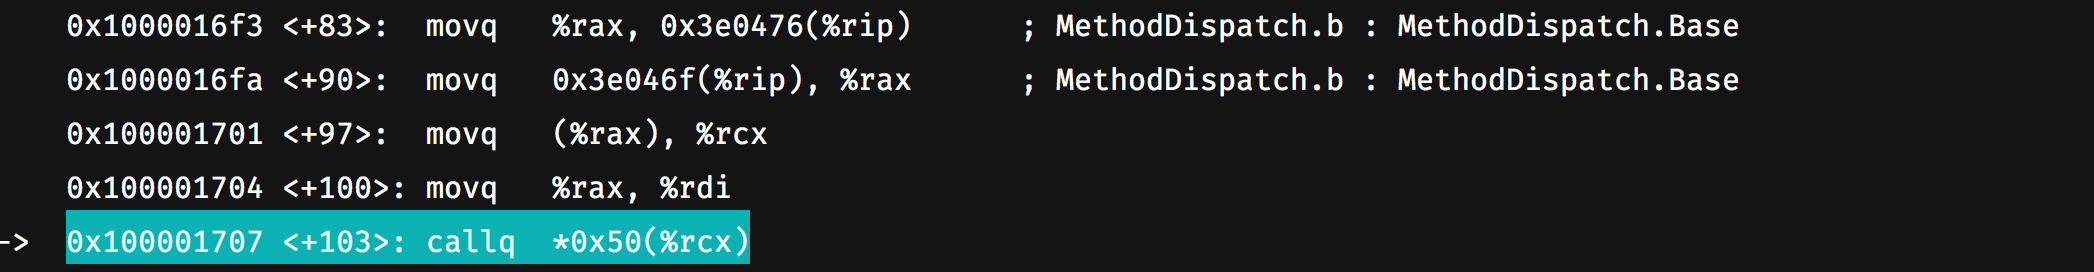 0x1000016f3 <+83>:  movq   %rax, 0x3e0476(%rip)      ; MethodDispatch.b : MethodDispatch.Base
0x1000016fa <+90>:  movq   0x3e046f(%rip), %rax      ; MethodDispatch.b : MethodDispatch.Base
0x100001701 <+97>:  movq   (%rax), %rcx
0x100001704 <+100>: movq   %rax, %rdi
->  0x100001707 <+103>: callq  *0x50(%rcx)